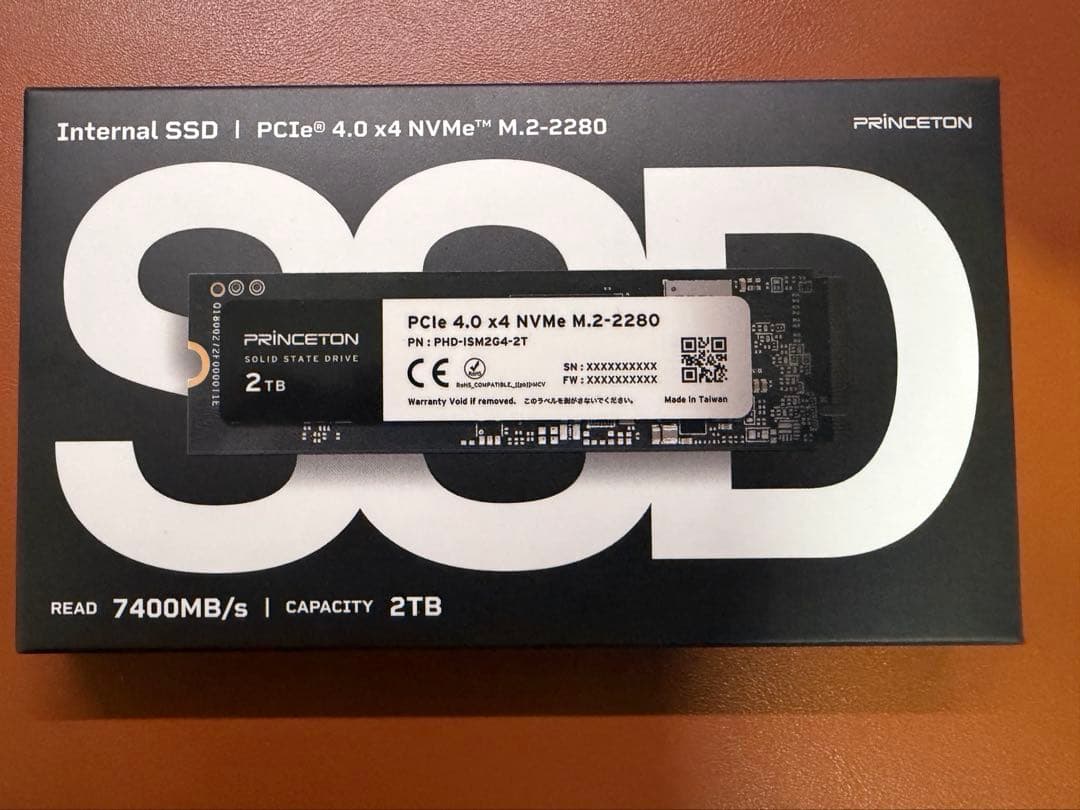 Internal SSD | PCIe® 4.0 x4 NVMe™ M.2-2280
PRINCETON
SSD
PRINCETON
SOLID STATE DRIVE
2TB
PCIe 4.0 x4 NVMe M.2-2280
PN : PHD-ISM2G4-2T
CE
SN : XXXXXXXXXX
FW : XXXXXXXXXX
Warranty Void if removed. このラベルを剥がさないでください。
Made in Taiwan
READ 7400MB/s | CAPACITY 2TB